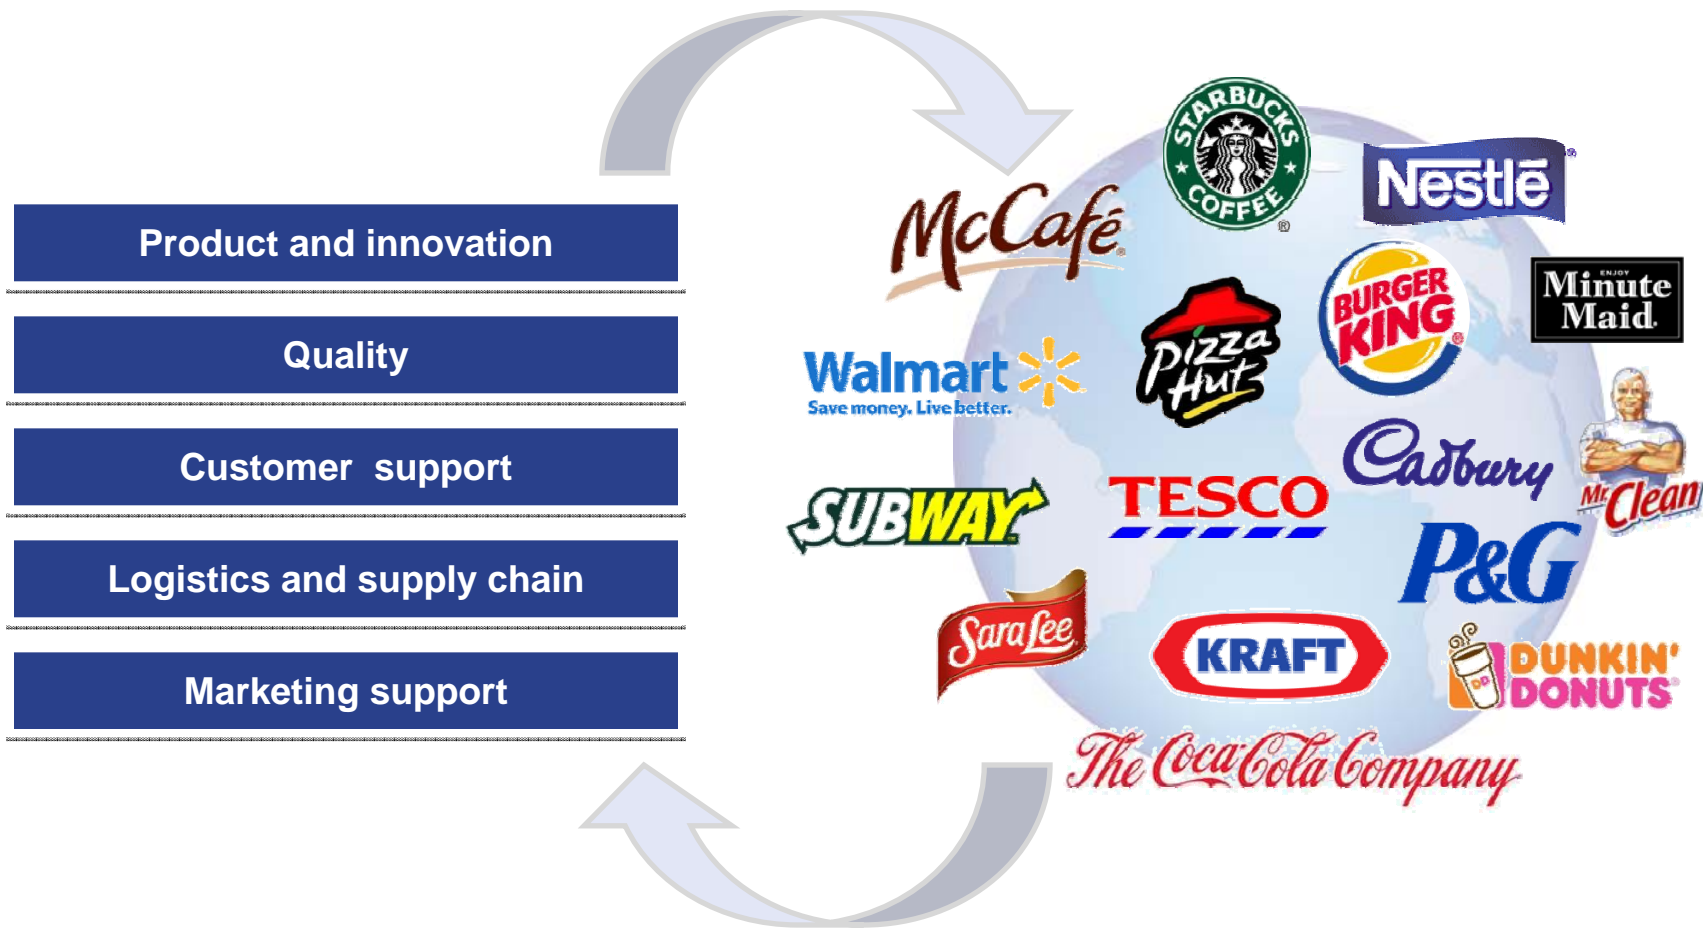 Product and innovation
Quality
Customer support
Logistics and supply chain
Marketing support
STARBUCKS
COFFEE
®
Nestlé
®
McCafé®
BURGER
KING
®
ENJOY
Minute
Maid
Pizza
Hut
Walmart
Save money. Live better.
Cadbury
Mr. Clean
SUBWAY
TESCO
P&G
Sara Lee
KRAFT
DD
DUNKIN'
DONUTS
The Coca-Cola Company